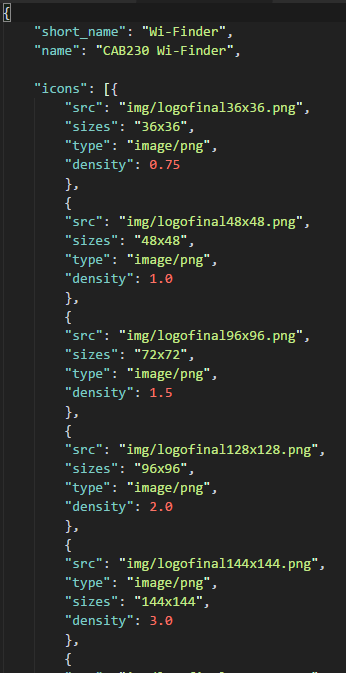 {
"short_name": "Wi-Finder",
"name": "CAB230 Wi-Finder",
"icons": [{
"src": "img/logofinal36x36.png",
"sizes": "36x36",
"type": "image/png",
"density": 0.75
},
{
"src": "img/logofinal48x48.png",
"sizes": "48x48",
"type": "image/png",
"density": 1.0
},
{
"src": "img/logofinal96x96.png",
"sizes": "72x72",
"type": "image/png",
"density": 1.5
},
{
"src": "img/logofinal128x128.png",
"sizes": "96x96",
"type": "image/png",
"density": 2.0
},
{
"src": "img/logofinal144x144.png",
"type": "image/png",
"sizes": "144x144",
"density": 3.0
},
{